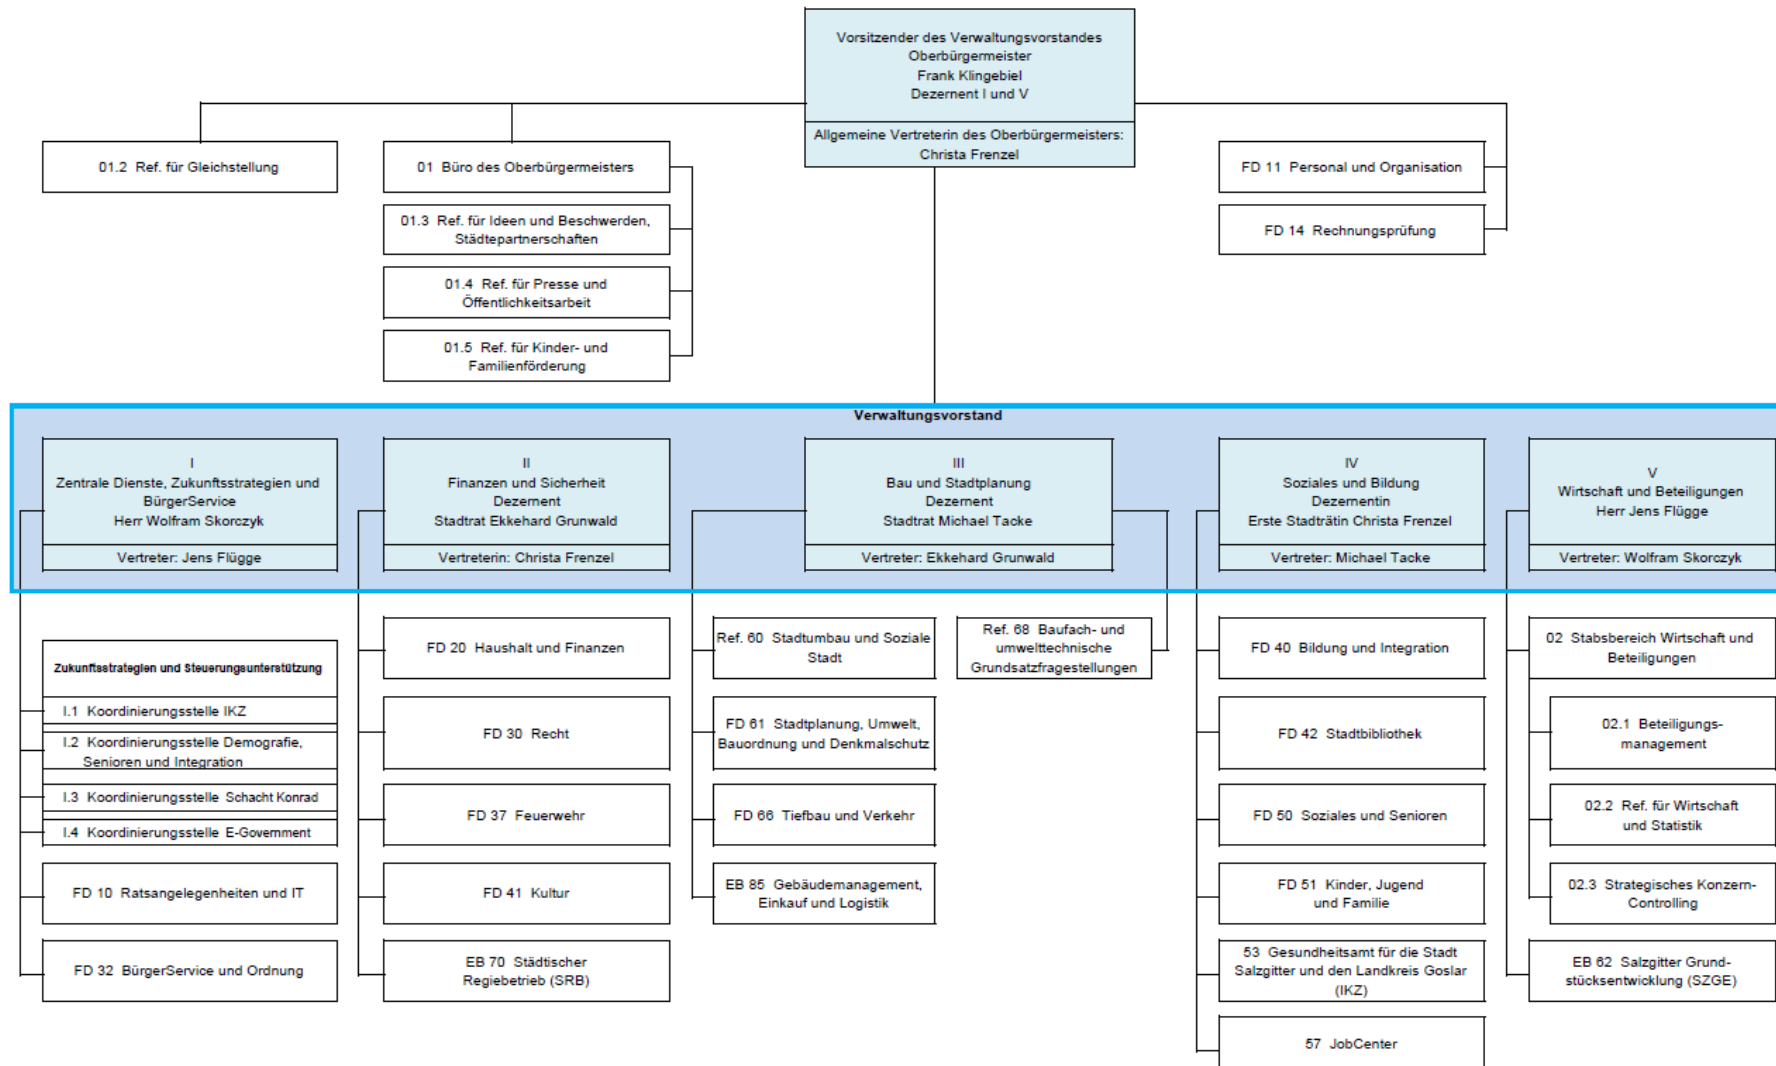 Vorsitzender des Verwaltungsvorstandes
Oberbürgermeister
Frank Klingebiel
Dezernent I und V
Allgemeine Vertreterin des Oberbürgermeisters:
Christa Frenzel
01.2 Ref. für Gleichstellung
01 Büro des Oberbürgermeisters
01.3 Ref. für Ideen und Beschwerden,
Städtepartnerschaften
01.4 Ref. für Presse und
Öffentlichkeitsarbeit
01.5 Ref. für Kinder- und
Familienförderung
FD 11 Personal und Organisation
FD 14 Rechnungsprüfung
Verwaltungsvorstand
I
Zentrale Dienste, Zukunftsstrategien und
BürgerService
Herr Wolfram Skorczyk
Vertreter: Jens Flügge
II
Finanzen und Sicherheit
Dezernent
Stadtrat Ekkehard Grunwald
Vertreterin: Christa Frenzel
III
Bau und Stadtplanung
Dezernent
Stadtrat Michael Tacke
Vertreter: Ekkehard Grunwald
IV
Soziales und Bildung
Dezernentin
Erste Stadträtin Christa Frenzel
Vertreter: Michael Tacke
V
Wirtschaft und Beteiligungen
Herr Jens Flügge
Vertreter: Wolfram Skorczyk
Zukunftsstrategien und Steuerungsunterstützung
I.1 Koordinierungsstelle IKZ
I.2 Koordinierungsstelle Demografie,
Senioren und Integration
I.3 Koordinierungsstelle Schacht Konrad
I.4 Koordinierungsstelle E-Government
FD 10 Ratsangelegenheiten und IT
FD 32 BürgerService und Ordnung
FD 20 Haushalt und Finanzen
FD 30 Recht
FD 37 Feuerwehr
FD 41 Kultur
EB 70 Städtischer
Regiebetrieb (SRB)
Ref. 60 Stadtumbau und Soziale
Stadt
FD 61 Stadtplanung, Umwelt,
Bauordnung und Denkmalschutz
FD 66 Tiefbau und Verkehr
EB 85 Gebäudemanagement,
Einkauf und Logistik
Ref. 68 Baufach- und
umwelttechnische
Grundsatzfragestellungen
FD 40 Bildung und Integration
FD 42 Stadtbibliothek
FD 50 Soziales und Senioren
FD 51 Kinder, Jugend
und Familie
53 Gesundheitsamt für die Stadt
Salzgitter und den Landkreis Goslar
(IKZ)
57 JobCenter
02 Stabsbereich Wirtschaft und
Beteiligungen
02.1 Beteiligungs-
management
02.2 Ref. für Wirtschaft
und Statistik
02.3 Strategisches Konzern-
Controlling
EB 62 Salzgitter Grund-
stücksentwicklung (SZGE)